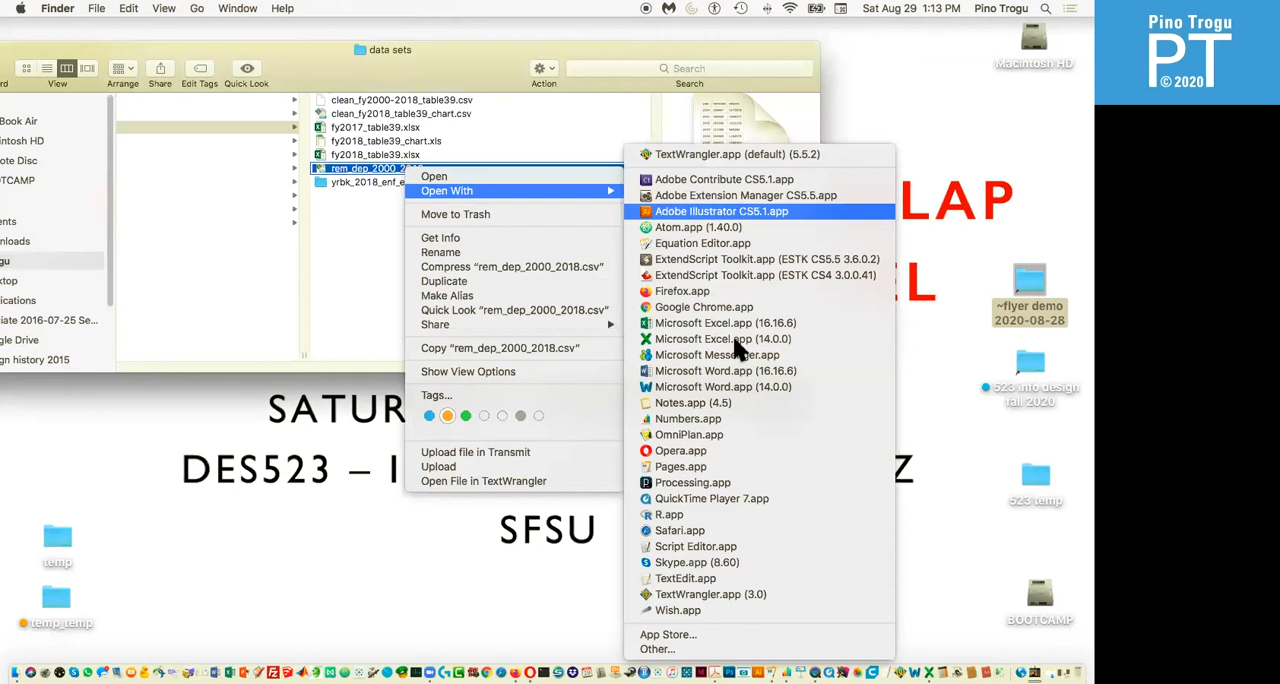 Finder File Edit View Go Window Help
Sat Aug 29 1:13 PM Pino Trogu
data sets
View Arrange Share Edit Tags Quick Look Action Search
Search
Book Air
intosh HD
ote Disc
OTCAMP
ents
nloads
gu
sktop
ications
ociate 2016-07-25 Se...
gle Drive
gn history 2015
clean_fy2000-2018_table39.csv
clean_fy2018_table39_chart.csv
fy2017_table39.xlsx
fy2018_table39_chart.xls
fy2018_table39.xlsx
rem_dep_2000_2
yrbk_2018_enf_e
Open
Open With
Move to Trash
Get Info
Rename
Compress “rem_dep_2000_2018.csv”
Duplicate
Make Alias
Quick Look “rem_dep_2000_2018.csv”
Share
Copy “rem_dep_2000_2018.csv”
Show View Options
Tags...
Upload file in Transmit
Upload
Open File in TextWrangler
TextWrangler.app (default) (5.5.2)
Adobe Contribute CS5.1.app
Adobe Extension Manager CS5.5.app
Adobe Illustrator CS5.1.app
Atom.app (1.40.0)
Equation Editor.app
ExtendScript Toolkit.app (ESTK CS5.5 3.6.0.2)
ExtendScript Toolkit.app (ESTK CS4 3.0.0.41)
Firefox.app
Google Chrome.app
Microsoft Excel.app (16.16.6)
Microsoft Excel.app (14.0.0)
Microsoft Messenger.app
Microsoft Word.app (16.16.6)
Microsoft Word.app (14.0.0)
Notes.app (4.5)
Numbers.app
OmniPlan.app
Opera.app
Pages.app
Processing.app
QuickTime Player 7.app
R.app
Safari.app
Script Editor.app
Skype.app (8.60)
TextEdit.app
TextWrangler.app (3.0)
Wish.app
App Store...
Other...
LAP
EL
SATUR
DES523 – I
Z
SFSU
Macintosh HD
~flyer demo
2020-08-28
523 info design
fall 2020
523 temp
BOOTCAMP
temp
temp_temp
Pino Trogu
PT
©2020